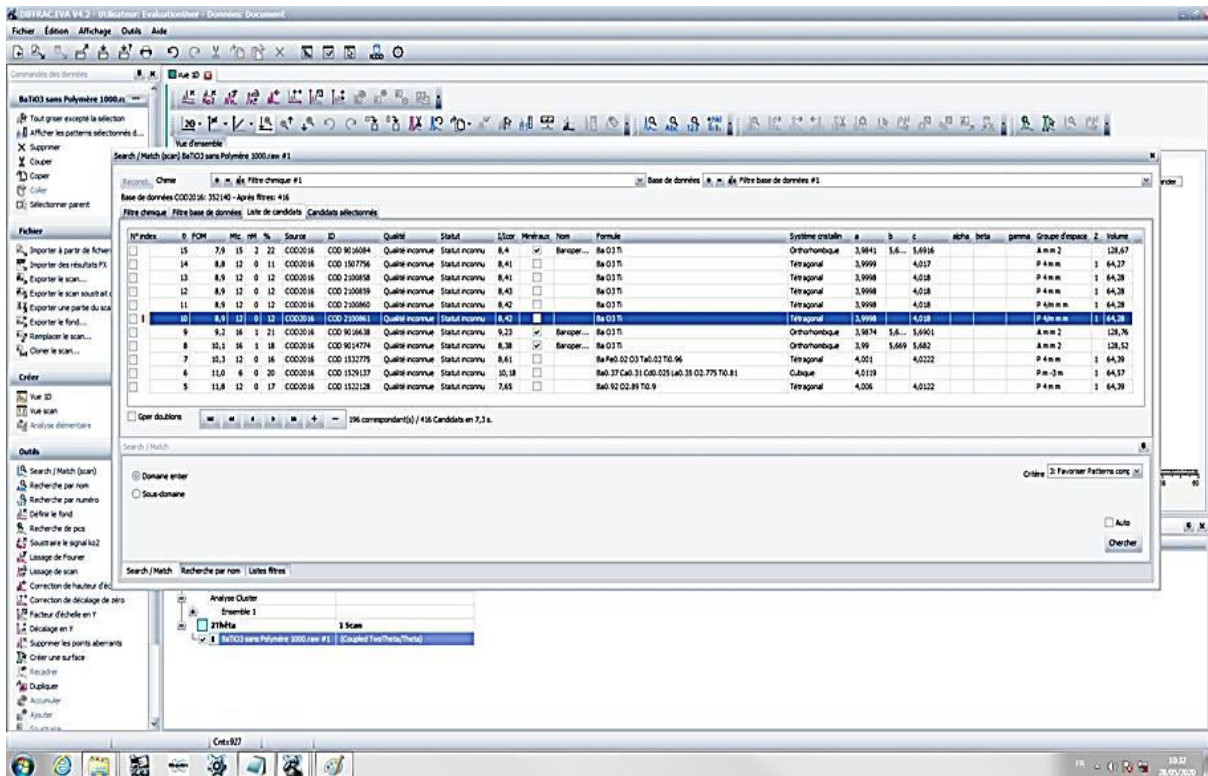 DIFFRAC.EVA V4.2 - Utilisateur: EvaluationUser - Données: Document
Fichier Édition Affichage Outils Aide
Commandes des données
Vue 1D
BaTiO3 sans Polymère 1000.ra
Tout griser excepté la sélection
Afficher les patterns sélectionnés d...
Supprimer
Couper
Coper
Coller
Sélectionner parent
Vue d'ensemble
Search / Match (scan) BaTiO3 sans Polymère 1000.raw #1
Chimie Filtre chimique #1 Base de données Filtre base de données #1
Base de données COD2016: 352140 - Après filtres: 416
Filtre chimique Filtre base de données Liste de candidats Candidats sélectionnés
N° index D FOM Mtc nM % Source ID Qualité Statut I/Icor Minéraux Nom Formule Système cristallin a b c alpha beta gamma Groupe d'espace Z Volume
15 7,9 15 2 22 COD2016 COD 9016084 Qualité inconnue Statut inconnu 8,4 Barioper... Ba O3 Ti Orthorhombique 3,9841 5,6... 5,6916 A m m 2 128,67
14 8,8 12 0 11 COD2016 COD 1507756 Qualité inconnue Statut inconnu 8,41 Ba O3 Ti Tétragonal 3,9999 4,017 P 4 m m 1 64,27
13 8,9 12 0 12 COD2016 COD 2100858 Qualité inconnue Statut inconnu 8,41 Ba O3 Ti Tétragonal 3,9998 4,018 P 4 m m 1 64,28
12 8,9 12 0 12 COD2016 COD 2100859 Qualité inconnue Statut inconnu 8,43 Ba O3 Ti Tétragonal 3,9998 4,018 P 4 m m 1 64,28
11 8,9 12 0 12 COD2016 COD 2100860 Qualité inconnue Statut inconnu 8,42 Ba O3 Ti Tétragonal 3,9998 4,018 P 4/m m m 1 64,28
10 8,9 12 0 12 COD2016 COD 2100861 Qualité inconnue Statut inconnu 8,42 Ba O3 Ti Tétragonal 3,9998 4,018 P 4/m m m 1 64,28
9 9,2 16 1 21 COD2016 COD 9016638 Qualité inconnue Statut inconnu 9,23 Barioper... Ba O3 Ti Orthorhombique 3,9874 5,6... 5,6901 A m m 2 128,76
8 10,1 16 1 18 COD2016 COD 9014774 Qualité inconnue Statut inconnu 8,38 Barioper... Ba O3 Ti Orthorhombique 3,99 5,669 5,682 A m m 2 128,52
7 10,3 12 0 16 COD2016 COD 1532775 Qualité inconnue Statut inconnu 8,61 Ba Fe0.02 O3 Ta0.02 Ti0.96 Tétragonal 4,001 4,0222 P 4 m m 1 64,39
6 11,0 6 0 20 COD2016 COD 1529137 Qualité inconnue Statut inconnu 10,18 Ba0.37 Ca0.31 Cd0.025 La0.35 O2.775 Ti0.81 Cubique 4,0119 P m -3 m 1 64,57
5 11,8 12 0 17 COD2016 COD 1522128 Qualité inconnue Statut inconnu 7,65 Ba0.92 O2.89 Ti0.9 Tétragonal 4,006 4,0122 P 4 m m 1 64,39
Gper doublons 196 correspondant(s) / 416 Candidats en 7,3 s.
Search / Match
Domaine entier
Sous-domaine
Critère 3: Favoriser Patterns comp
Auto
Chercher
Search / Match Recherche par nom Listes filtres
Fichier
Importer à partir de fichiers
Importer des résultats PX
Exporter le scan...
Exporter le scan soustrait
Exporter une partie du sca
Exporter le fond...
Remplacer le scan...
Cloner le scan...
Créer
Vue 1D
Vue scan
Analyse élémentaire
Outils
Search / Match (scan)
Recherche par nom
Recherche par numéro
Définir le fond
Recherche de pics
Soustraire le signal kα2
Lissage de Fourier
Lissage de scan
Correction de hauteur d'éc
Correction de décalage de zéro
Facteur d'échelle en Y
Décalage en Y
Supprimer les points aberrants
Créer une surface
Recadrer
Dupliquer
Accumuler
Ajouter
Soustraire
Analyse Cluster
Ensemble 1
2Thêta 1 Scan
BaTiO3 sans Polymère 1000.raw #1 (Coupled TwoTheta/Theta)
Cnt=927
FR
10:32
28/05/2020